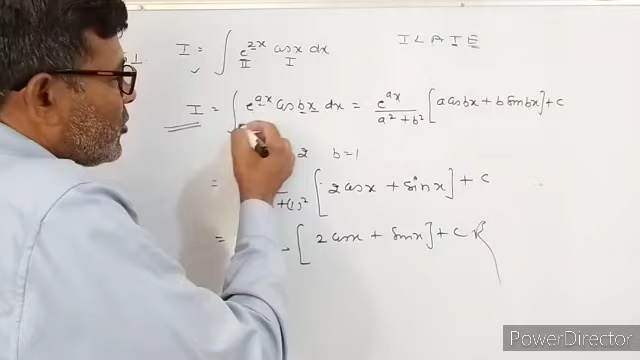 I = ∫ e^{2x} cos x dx I L A T E
II I
I = ∫ e^{ax} cos bx dx = e^{ax}/(a² + b²) [a cos bx + b sin bx] + c
2 b = 1
= +(1)² [2 cos x + sin x] + c
= [2 cos x + sin x] + c
PowerDirector